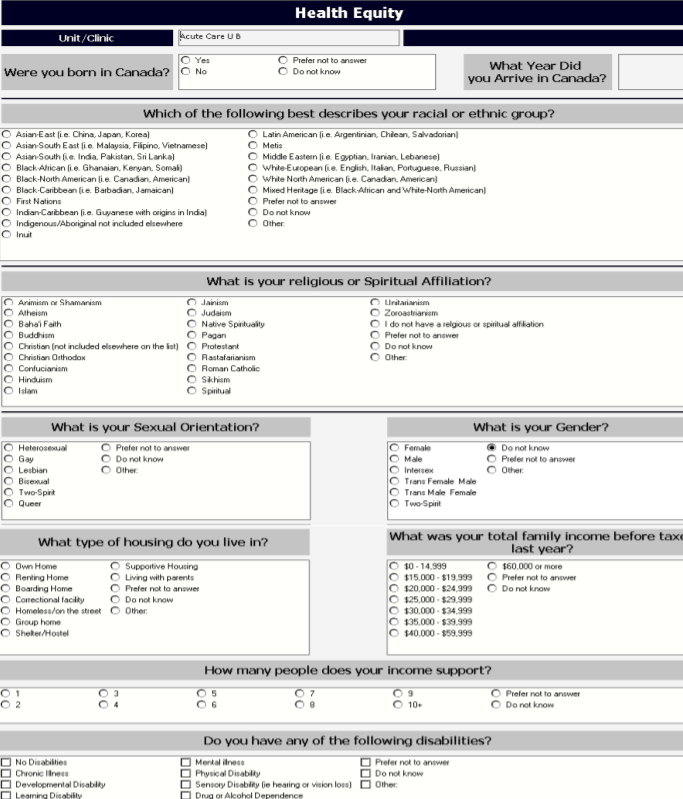 Health Equity
Unit/Clinic Acute Care U B
Were you born in Canada? Yes Prefer not to answer What Year Did
No Do not know you Arrive in Canada?
Which of the following best describes your racial or ethnic group?
Asian-East (i.e. China, Japan, Korea) Latin American (i.e. Argentinian, Chilean, Salvadorian)
Asian-South East (i.e. Malaysia, Filipino, Vietnamese) Metis
Asian-South (i.e. India, Pakistan, Sri Lanka) Middle Eastern (i.e. Egyptian, Iranian, Lebanese)
Black-African (i.e. Ghanaian, Kenyan, Somali) White-European (i.e. English, Italian, Portuguese, Russian)
Black-North American (i.e. Canadian, American) White North American (i.e. Canadian, American)
Black-Caribbean (i.e. Barbadian, Jamaican) Mixed Heritage (i.e. Black-African and White-North American)
First Nations Prefer not to answer
Indian-Caribbean (i.e. Guyanese with origins in India) Do not know
Indigenous/Aboriginal not included elsewhere Other:
Inuit
What is your religious or Spiritual Affiliation?
Animism or Shamanism Jainism Unitarianism
Atheism Judaism Zoroastrianism
Baha'i Faith Native Spirituality I do not have a relgious or spiritual affiliation
Buddhism Pagan Prefer not to answer
Christian (not included elsewhere on the list) Protestant Do not know
Christian Orthodox Rastafarianism Other:
Confucianism Roman Catholic
Hinduism Sikhism
Islam Spiritual
What is your Sexual Orientation? What is your Gender?
Heterosexual Prefer not to answer Female Do not know
Gay Do not know Male Prefer not to answer
Lesbian Other: Intersex Other:
Bisexual Trans Female Male
Two-Spirit Trans Male Female
Queer Two-Spirit
What type of housing do you live in? What was your total family income before taxe
last year?
Own Home Supportive Housing $0 - 14,999 $60,000 or more
Renting Home Living with parents $15,000 - $19,999 Prefer not to answer
Boarding Home Prefer not to answer $20,000 - $24,999 Do not know
Correctional facility Do not know $25,000 - $29,999
Homeless/on the street Other: $30,000 - $34,999
Group home $35,000 - $39,999
Shelter/Hostel $40,000 - $59,999
How many people does your income support?
1 3 5 7 9 Prefer not to answer
2 4 6 8 10+ Do not know
Do you have any of the following disabilities?
No Disabilities Mental illness Prefer not to answer
Chronic Illness Physical Disability Do not know
Developmental Disability Sensory Disability (ie hearing or vision loss) Other:
Learning Disability Drug or Alcohol Dependence